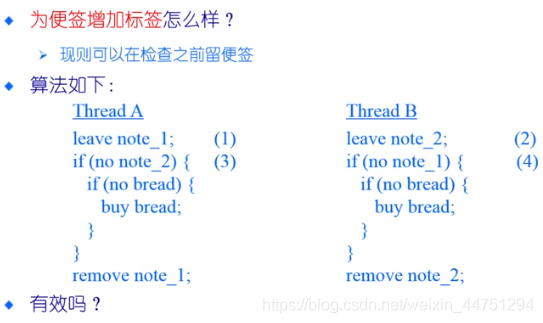 为便签增加标签怎么样？
现则可以在检查之前留便签
算法如下：
Thread A Thread B
leave note_1; (1) leave note_2; (2)
if (no note_2) { (3) if (no note_1) { (4)
if (no bread) { if (no bread) {
buy bread; buy bread;
} }
} }
remove note_1; remove note_2;
有效吗？
https://blog.csdn.net/weixin_44751294